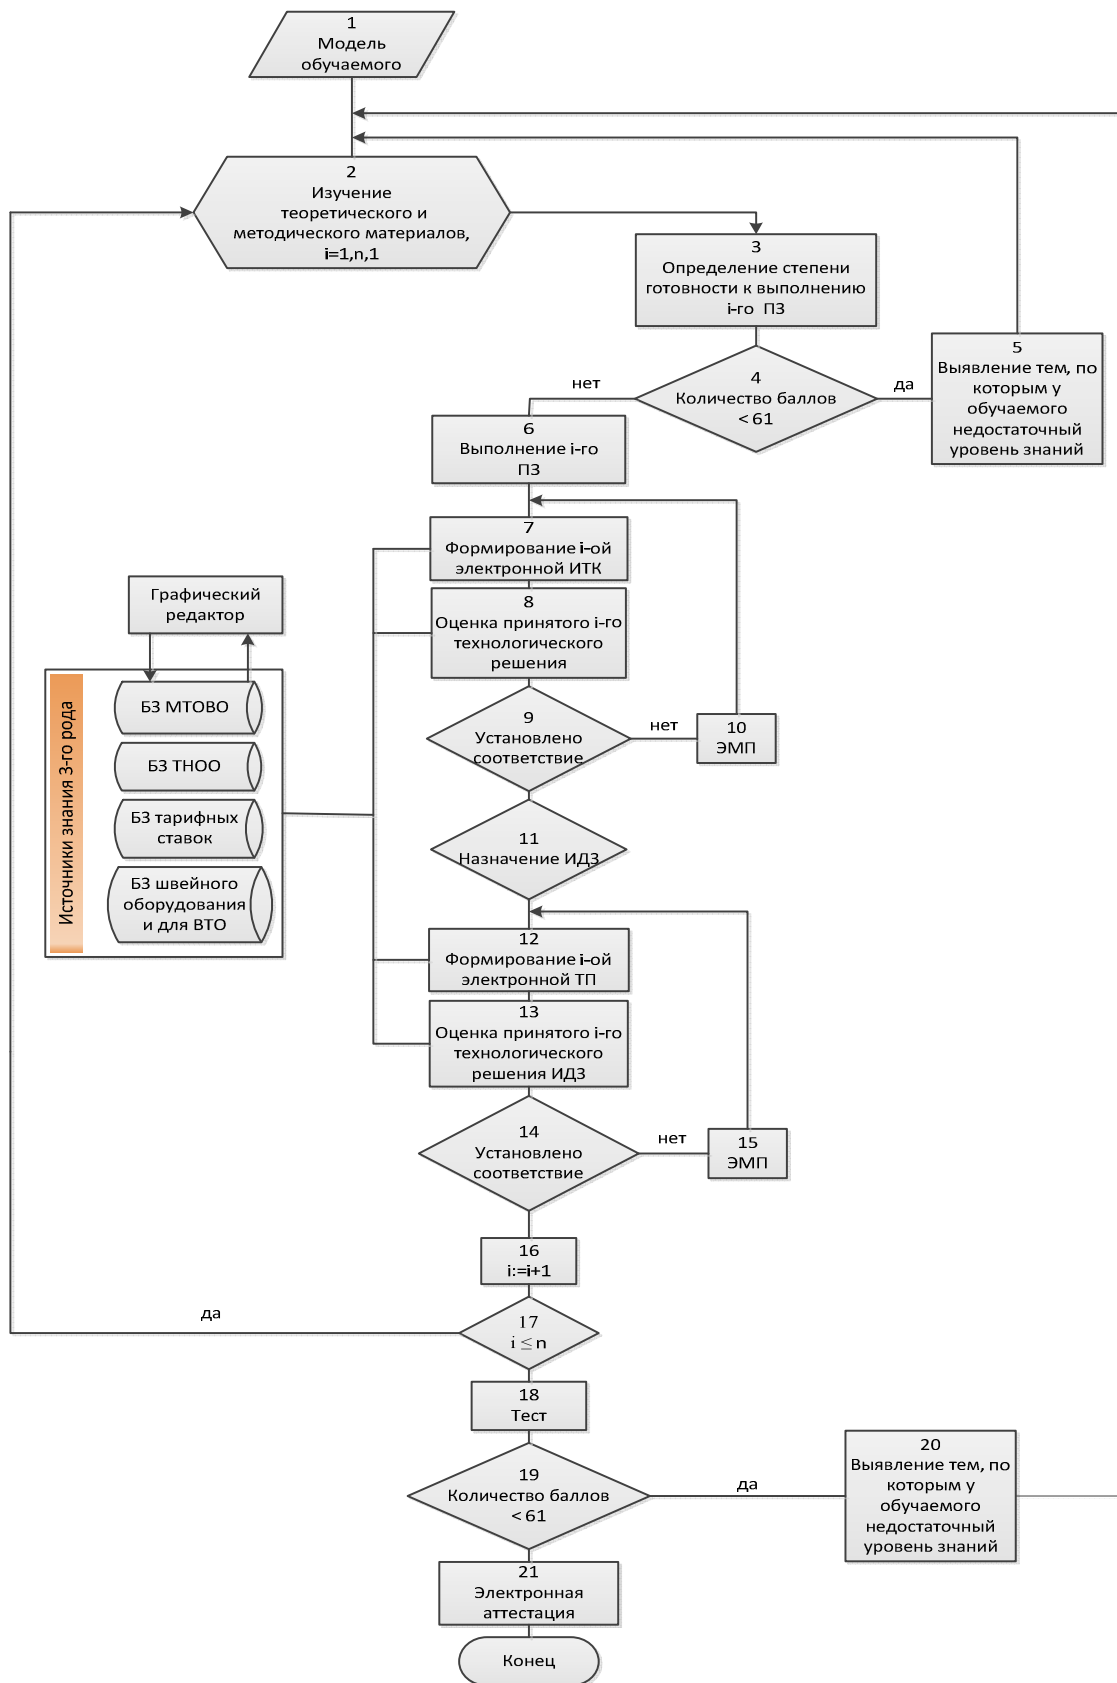 1
Модель
обучаемого
2
Изучение
теоретического и
методического материалов,
i=1,n,1
3
Определение степени
готовности к выполнению
i-го ПЗ
4
Количество баллов
< 61
нет
да
5
Выявление тем, по
которым у
обучаемого
недостаточный
уровень знаний
6
Выполнение i-го
ПЗ
7
Формирование i-ой
электронной ИТК
8
Оценка принятого i-го
технологического
решения
Графический
редактор
Источники знания 3-го рода
БЗ МТОВО
БЗ ТНОО
БЗ тарифных
ставок
БЗ швейного
оборудования
и для ВТО
9
Установлено
соответствие
нет
10
ЭМП
11
Назначение ИДЗ
12
Формирование i-ой
электронной ТП
13
Оценка принятого i-го
технологического
решения ИДЗ
14
Установлено
соответствие
нет
15
ЭМП
16
i:=i+1
17
i ≤ n
да
18
Тест
19
Количество баллов
< 61
да
20
Выявление тем, по
которым у
обучаемого
недостаточный
уровень знаний
21
Электронная
аттестация
Конец